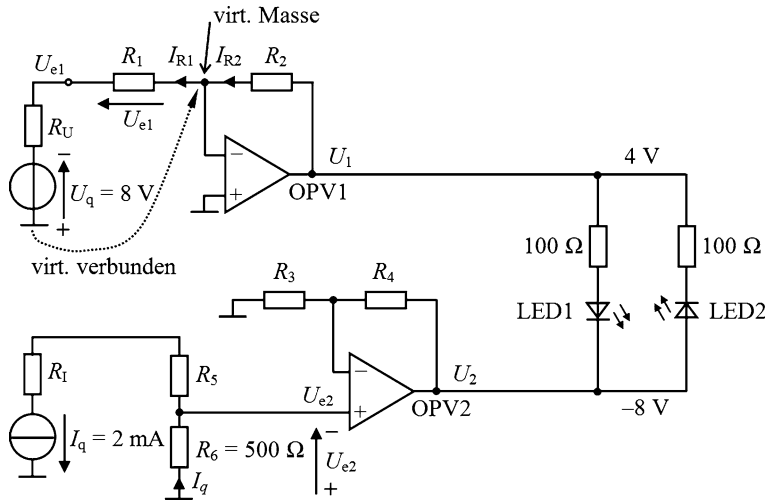 virt. Masse
U_e1
R_1
I_R1
I_R2
R_2
U_e1
R_U
−
U_q = 8 V
+
−
+
OPV1
U_1
4 V
virt. verbunden
100 Ω
100 Ω
LED1
LED2
R_3
R_4
R_I
R_5
U_e2
−
+
OPV2
U_2
–8 V
I_q = 2 mA
R_6 = 500 Ω
I_q
−
U_e2
+